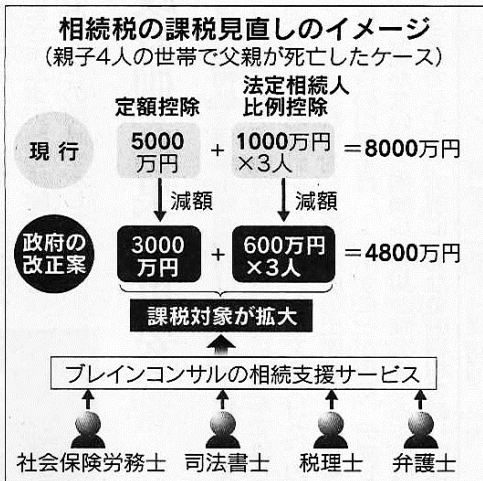 相続税の課税見直しのイメージ
（親子4人の世帯で父親が死亡したケース）
定額控除
法定相続人
比例控除
現行
5000
万円
+
1000万円
×3人
＝8000万円
減額
減額
政府の
改正案
3000
万円
+
600万円
×3人
＝4800万円
課税対象が拡大
ブレインコンサルの相続支援サービス
社会保険労務士 司法書士 税理士 弁護士